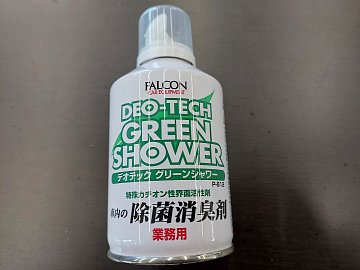 FALCON
CAR EQUIPMENT
DEO-TECH
GREEN
SHOWER
デオテック グリーンシャワー
特殊カチオン性界面活性剤
車内の 除菌消臭剤
業務用